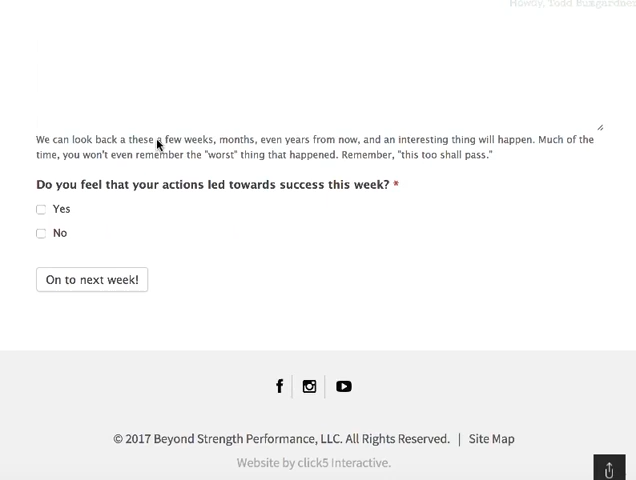 Howdy, Todd Bumgardner
We can look back a these a few weeks, months, even years from now, and an interesting thing will happen. Much of the
time, you won't even remember the "worst" thing that happened. Remember, "this too shall pass."
Do you feel that your actions led towards success this week? *
Yes
No
On to next week!
© 2017 Beyond Strength Performance, LLC. All Rights Reserved. | Site Map
Website by click5 Interactive.